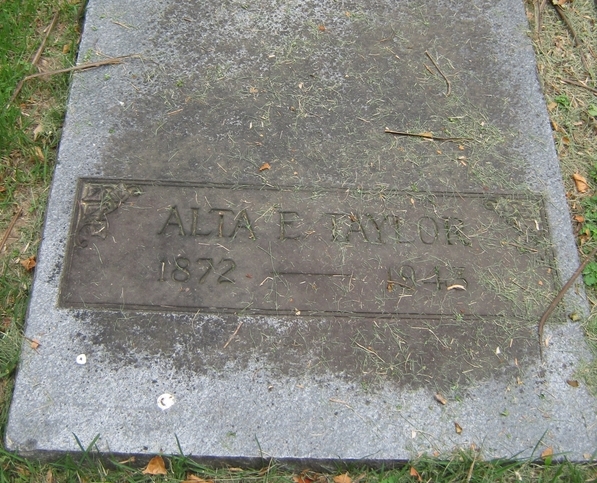 ALTA E. TAYLOR
1872 — 1943